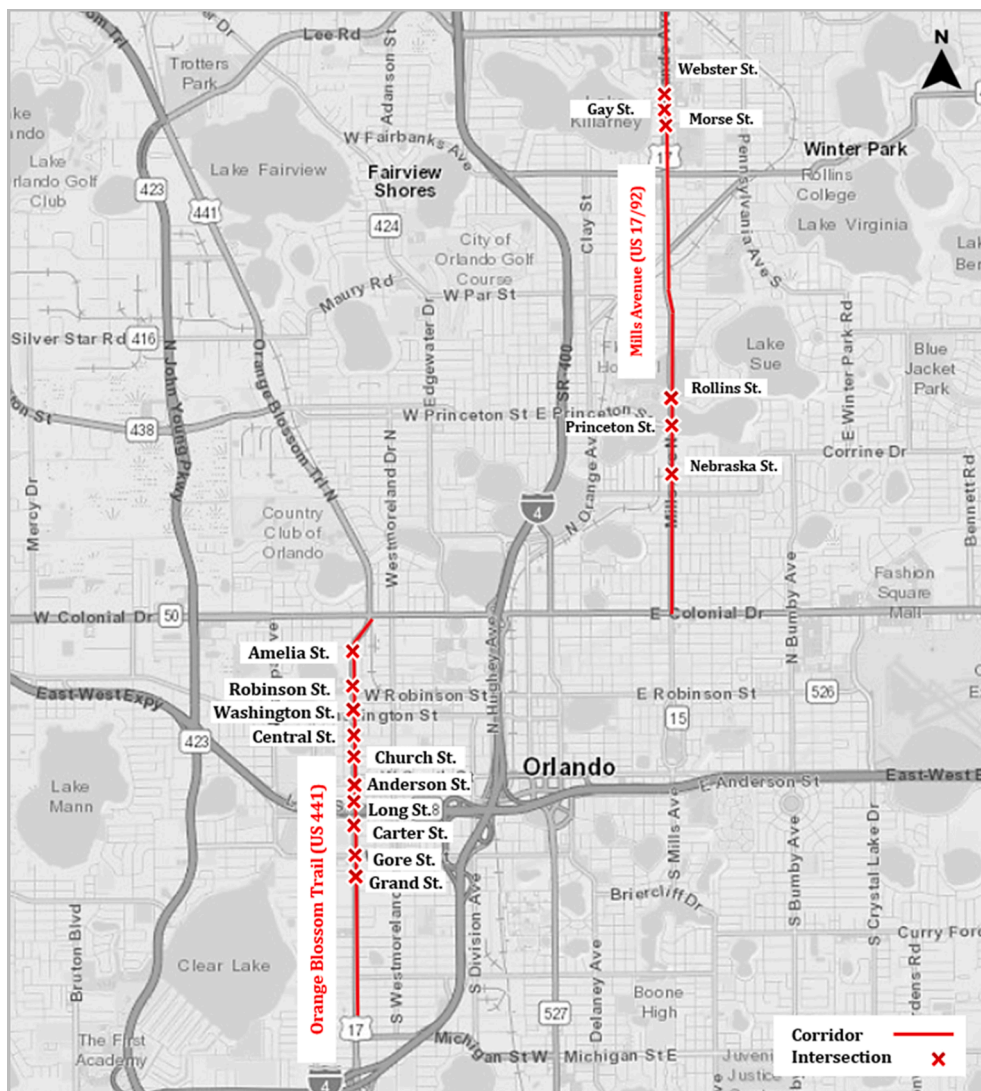 Lee Rd
N
Trotters
Park
Adanson St
Webster St.
Gay St.
Killarney
Morse St.
W Fairbanks Ave
Lake Fairview
Fairview
Shores
Winter Park
Rollins
College
Lake
Orlando Golf
Club
423
441
424
17
Clay St
Pennsylvania Ave S
Lake Virginia
City of
Orlando Golf
Course
Mills Avenue (US 17/92)
Maury Rd
W Par St
Silver Star Rd
416
Edgewater Dr
SR 400
Lake
Sue
E Winter Park Rd
Blue
Jacket
Park
N John Young Pkwy
Orange Blossom Trl N
Rollins St.
438
W Princeton St
E Princeton St
Princeton St.
Westmoreland Dr N
N Orange Ave
Corrine Dr
Nebraska St.
Mercy Dr
4
Bennett Rd
Country
Club of
Orlando
N Bumby Ave
Fashion
Square
Mall
W Colonial Dr
50
E Colonial Dr
Amelia St.
N Hughey Ave
East-West Expy
Robinson St.
W Robinson St
E Robinson St
526
Washington St.
15
423
Central St.
Church St.
Orlando
Lake
Mann
Anderson St.
E Anderson St
East-West E
Long St.
Carter St.
Orange Blossom Trail (US 441)
S Mills Ave
S Bumby Ave
S Crystal Lake Dr
Gore St.
Grand St.
Briercliff Dr
Bruton Blvd
S Westmoreland
S Division Ave
Curry Ford
Clear Lake
Delaney Ave
Boone
High
17
527
The First
Academy
Michigan St W
Michigan St E
4
Corridor
Intersection